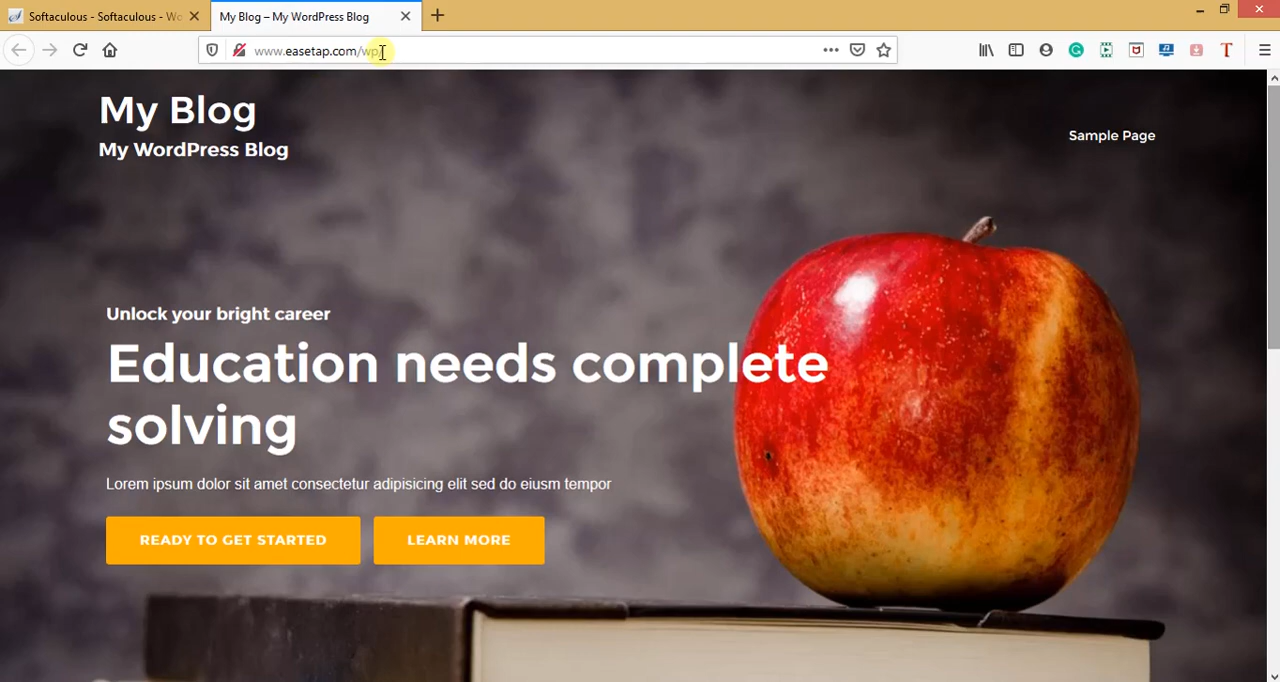 Softaculous - Softaculous - Wo
My Blog – My WordPress Blog
www.easetap.com/wp/
My Blog
My WordPress Blog
Sample Page
Unlock your bright career
Education needs complete
solving
Lorem ipsum dolor sit amet consectetur adipisicing elit sed do eiusm tempor
READY TO GET STARTED
LEARN MORE